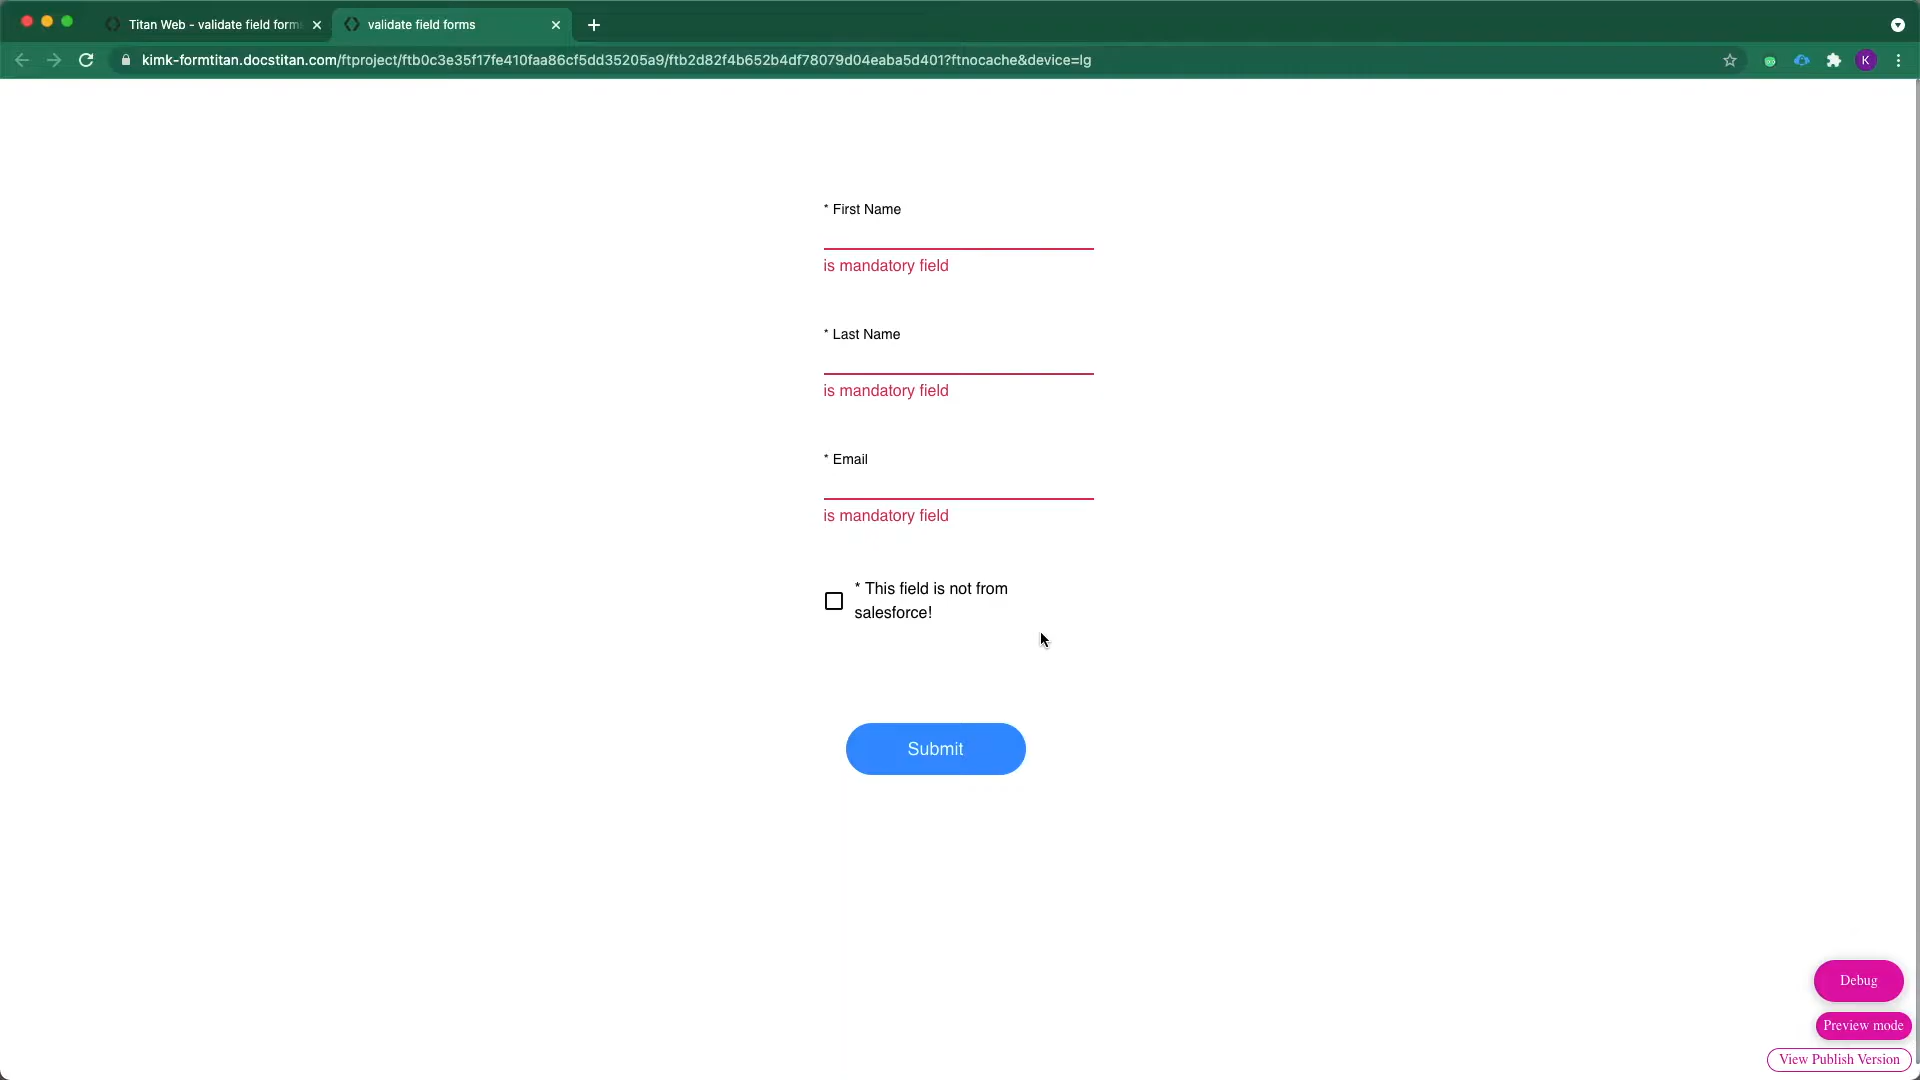 Titan Web - validate field form
validate field forms
kimk-formtitan.docstitan.com/ftproject/ftb0c3e35f17fe410faa86cf5dd35205a9/ftb2d82f4b652b4df78079d04eaba5d401?ftnocache&device=lg
K
* First Name
is mandatory field
* Last Name
is mandatory field
* Email
is mandatory field
* This field is not from
salesforce!
Submit
Debug
Preview mode
View Publish Version